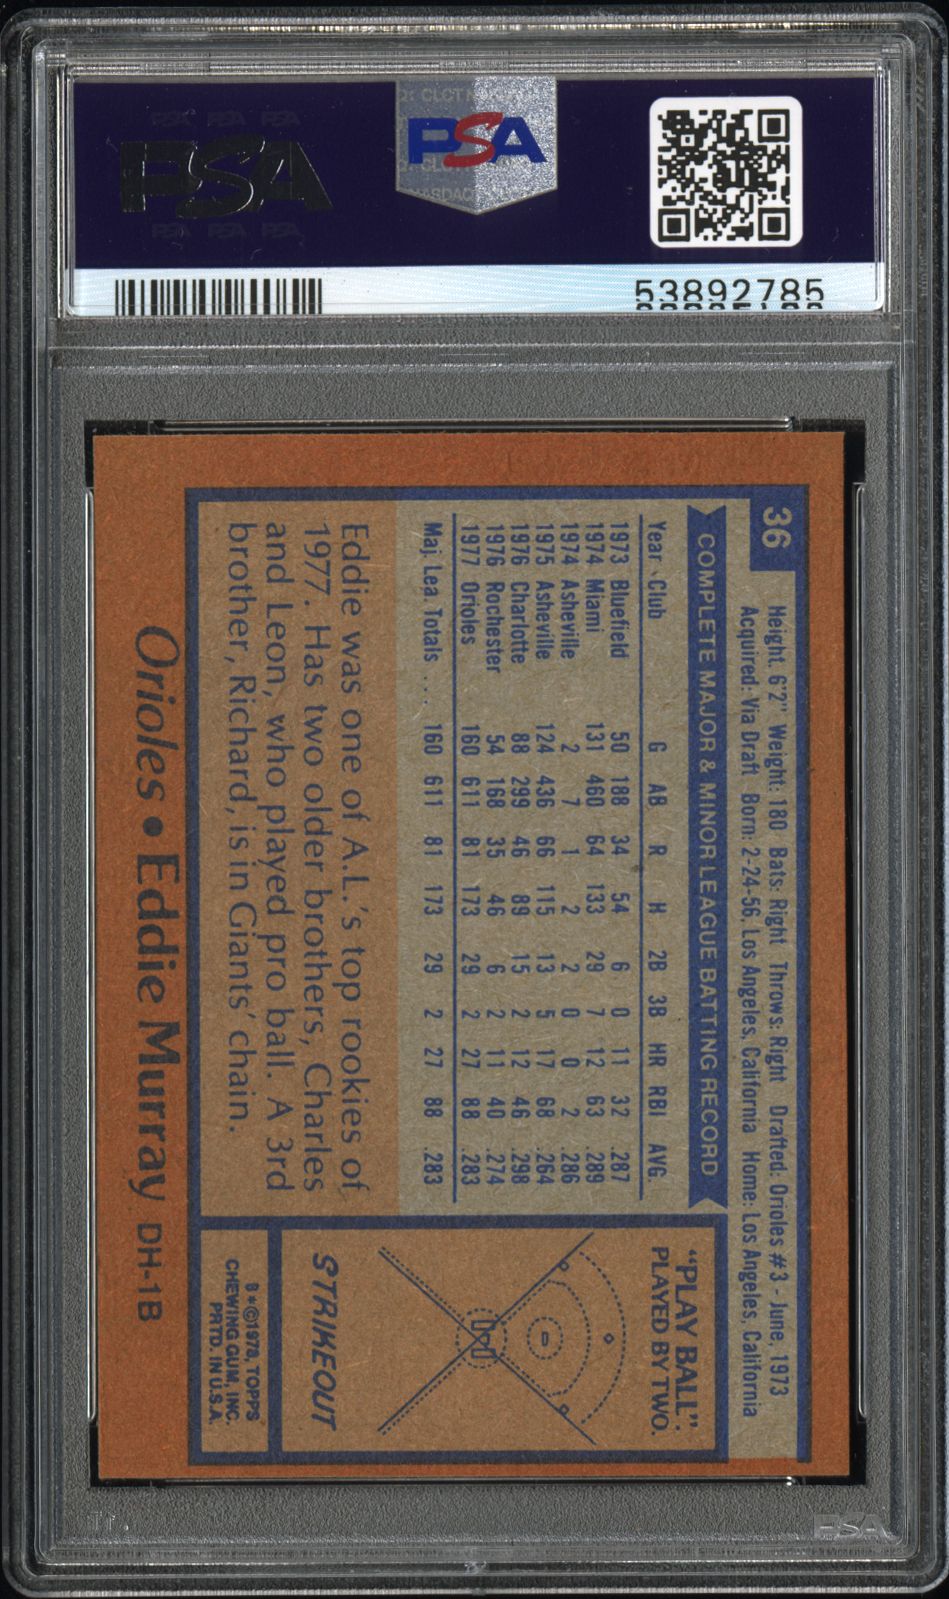 PSA
PSA
53892785
36
Height: 6'2" Weight: 180 Bats: Right Throws: Right Drafted: Orioles #3 - June, 1973
Acquired: Via Draft Born: 2-24-56, Los Angeles, California Home: Los Angeles, California
COMPLETE MAJOR & MINOR LEAGUE BATTING RECORD
Year Club G AB R H 2B 3B HR RBI AVG.
1973 Bluefield 50 188 34 54 6 0 11 32 .287
1974 Miami 131 460 64 133 29 7 12 63 .289
1974 Asheville 2 7 1 2 2 0 0 2 .286
1975 Asheville 124 436 66 115 13 5 17 68 .264
1976 Charlotte 88 299 46 89 15 2 12 46 .298
1976 Rochester 54 168 35 46 6 2 11 40 .274
1977 Orioles 160 611 81 173 29 2 27 88 .283
Maj. Lea. Totals .... 160 611 81 173 29 2 27 88 .283
Eddie was one of A.L.'s top rookies of
1977. Has two older brothers, Charles
and Leon, who played pro ball. A 3rd
brother, Richard, is in Giants' chain.
"PLAY BALL":
PLAYED BY TWO.
STRIKEOUT
B*©1978, TOPPS
CHEWING GUM, INC.
PRTD. IN U.S.A.
Orioles • Eddie Murray DH-1B
PSA